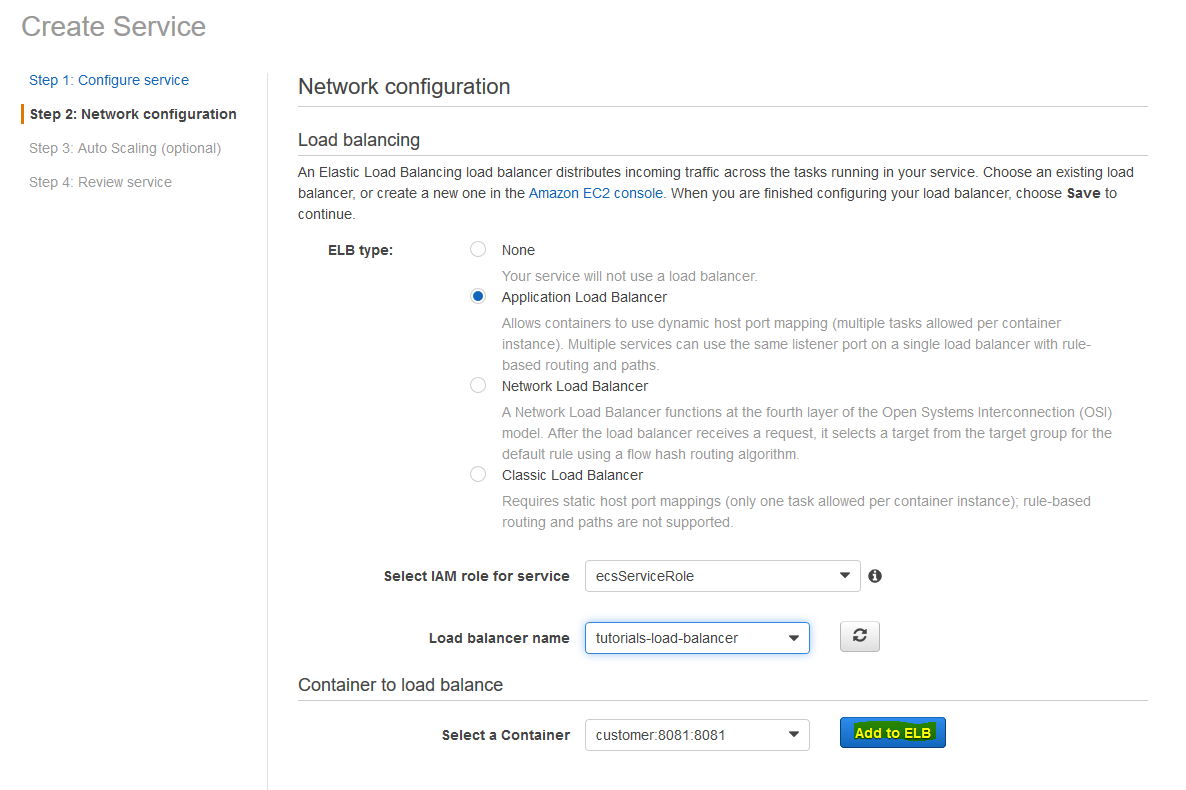 Create Service
Step 1: Configure service
Step 2: Network configuration
Step 3: Auto Scaling (optional)
Step 4: Review service
Network configuration
Load balancing
An Elastic Load Balancing load balancer distributes incoming traffic across the tasks running in your service. Choose an existing load
balancer, or create a new one in the Amazon EC2 console. When you are finished configuring your load balancer, choose Save to
continue.
ELB type:
None
Your service will not use a load balancer.
Application Load Balancer
Allows containers to use dynamic host port mapping (multiple tasks allowed per container
instance). Multiple services can use the same listener port on a single load balancer with rule-
based routing and paths.
Network Load Balancer
A Network Load Balancer functions at the fourth layer of the Open Systems Interconnection (OSI)
model. After the load balancer receives a request, it selects a target from the target group for the
default rule using a flow hash routing algorithm.
Classic Load Balancer
Requires static host port mappings (only one task allowed per container instance); rule-based
routing and paths are not supported.
Select IAM role for service ecsServiceRole
Load balancer name tutorials-load-balancer
Container to load balance
Select a Container customer:8081:8081 Add to ELB